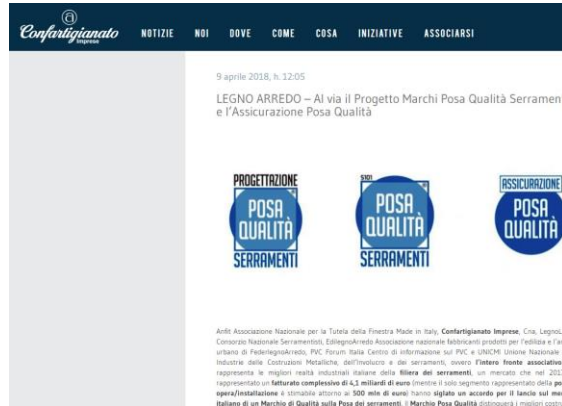 Confartigianato
Imprese
NOTIZIE NOI DOVE COME COSA INIZIATIVE ASSOCIARSI
9 aprile 2018, h. 12:05
LEGNO ARREDO – Al via il Progetto Marchi Posa Qualità Serramen
e l'Assicurazione Posa Qualità
PROGETTAZIONE
POSA
QUALITÀ
SERRAMENTI
POSA
QUALITÀ
SERRAMENTI
ASSICURAZIONE
POSA
QUALITÀ
Anfit Associazione Nazionale per la Tutela della Finestra Made in Italy, Confartigianato Imprese, Cna, LegnoL
Consorzio Nazionale Serramentisti, EdilegnoArredo Associazione nazionale fabbricanti prodotti per l'edilizia e l'ar
urbano di FederlegnoArredo, PVC Forum Italia Centro di informazione sul PVC e UNICMI Unione Nazionale
Industrie delle Costruzioni Metalliche, dell'Involucro e dei serramenti, ovvero l'intero fronte associativo
rappresenta le migliori realtà industriali italiane della filiera dei serramenti, un mercato che nel 201
rappresentato un fatturato complessivo di 4,1 miliardi di euro (mentre il solo segmento rappresentato della po
opera/installazione è stimabile attorno ai 500 mln di euro) hanno siglato un accordo per il lancio sul mer
italiano di un Marchio di Qualità sulla Posa dei serramenti. Il Marchio Posa Qualità distinguerà i migliori costru